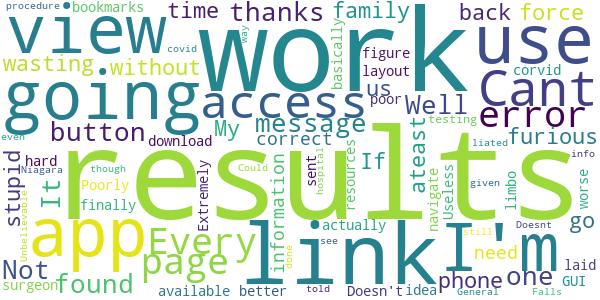 procedure bookmarks time thanks family back force
view work use
wasting without us figure layout way
covid basically corvid
going access poor Well Cant
button My message correct error testing
hard download If furious
stupid It sent ateast liated info
Niagara even though results
Poorly Extremely resources navigate Useless limbo worse
Unbelievable finally information hospital given Doesnt
app Every link I'm go
Not Could actually still need
found page see phone one laid
surgeon done available better told Doesn't idea General Falls GUI